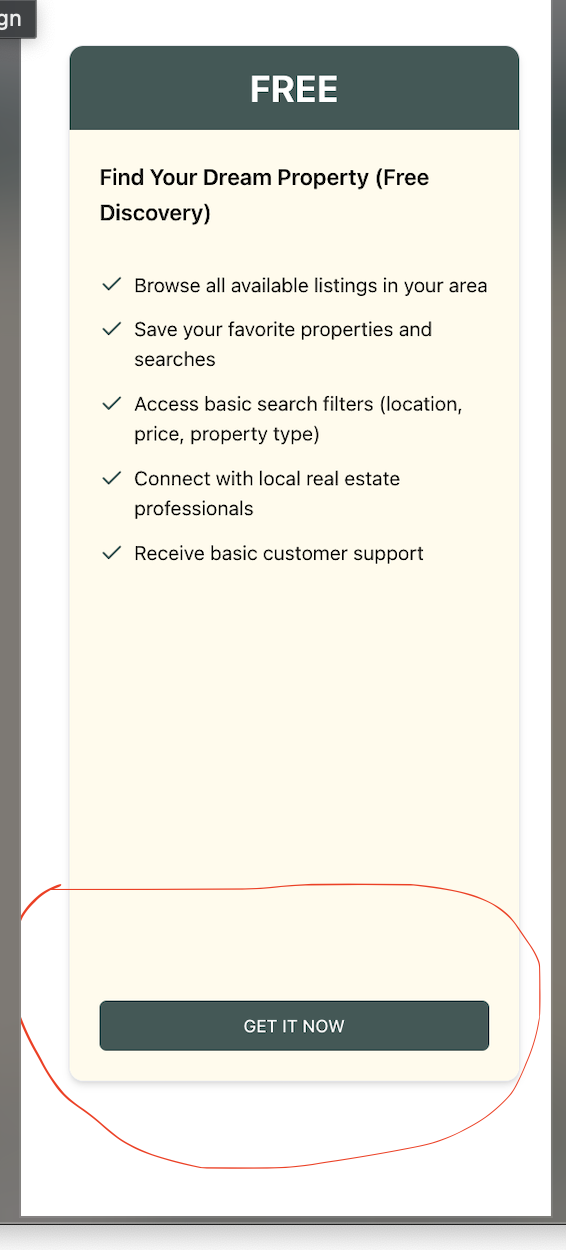 gn
FREE
Find Your Dream Property (Free
Discovery)
Browse all available listings in your area
Save your favorite properties and
searches
Access basic search filters (location,
price, property type)
Connect with local real estate
professionals
Receive basic customer support
GET IT NOW